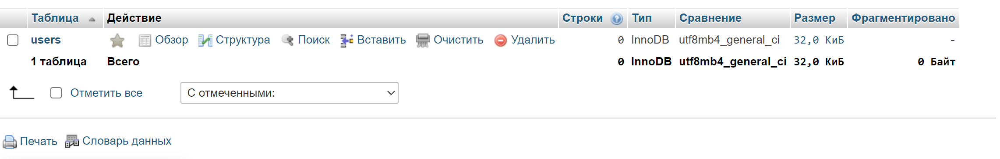 Таблица Действие Строки Тип Сравнение Размер Фрагментировано
users Обзор Структура Поиск Вставить Очистить Удалить 0 InnoDB utf8mb4_general_ci 32,0 КиБ -
1 таблица Всего 0 InnoDB utf8mb4_general_ci 32,0 КиБ 0 Байт
Отметить все С отмеченными:
Печать Словарь данных